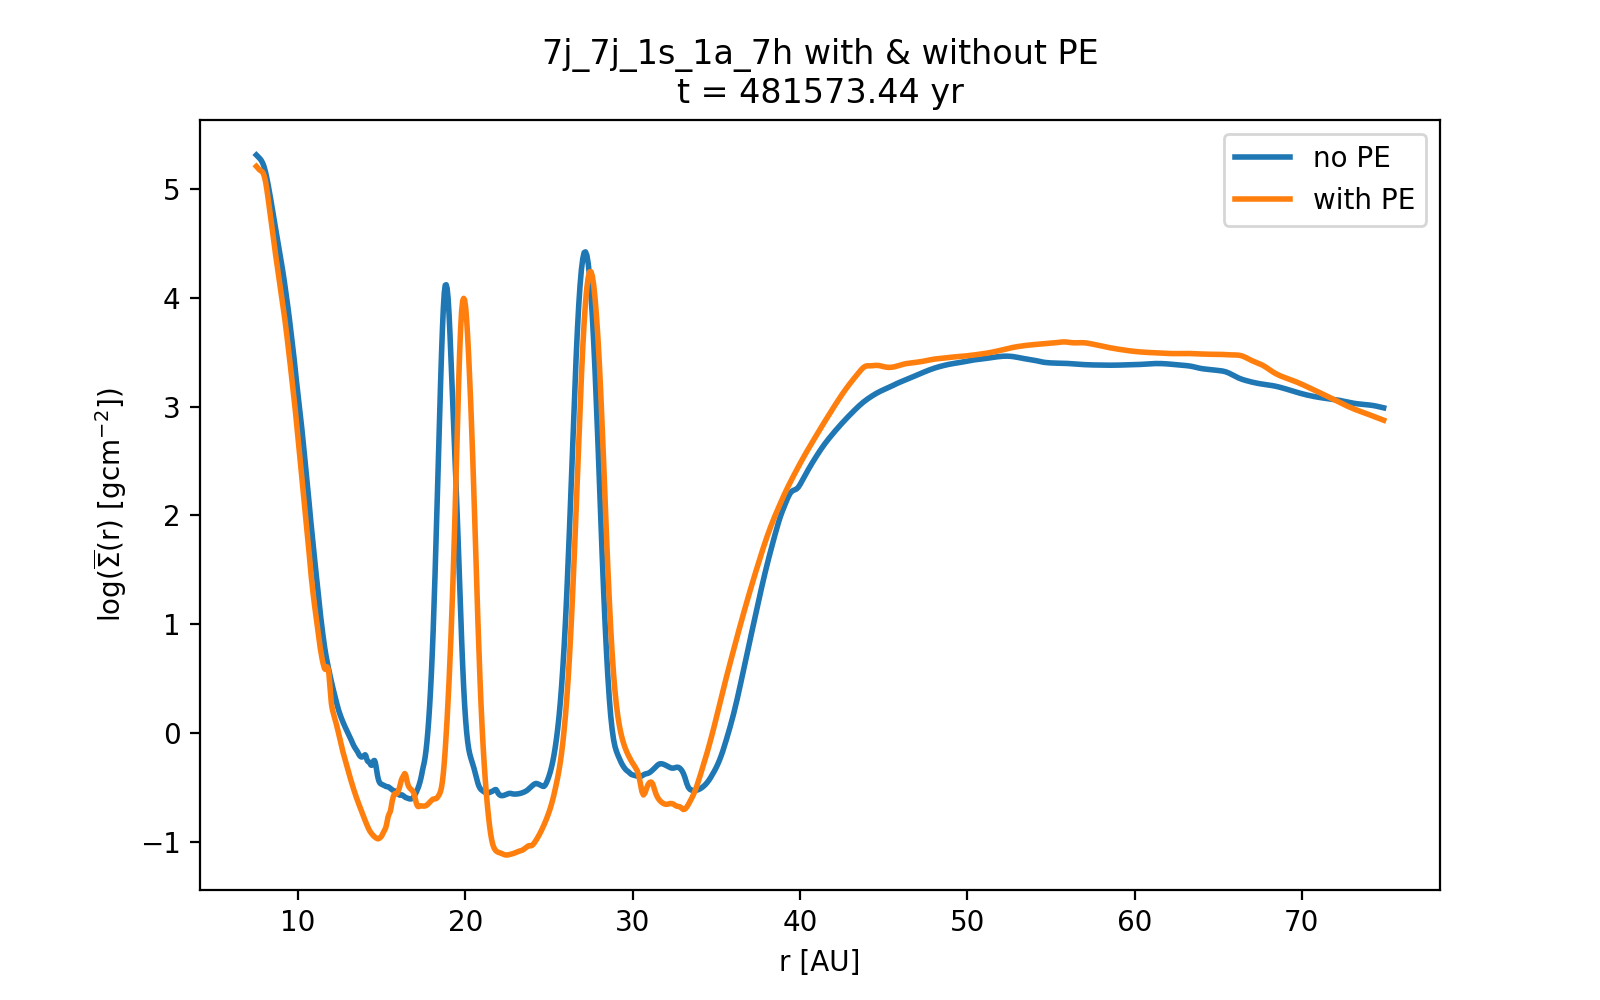 7j_7j_1s_1a_7h with & without PE
t = 481573.44 yr
no PE
with PE
log(Σ̅(r) [gcm⁻²])
5
4
3
2
1
0
−1
10 20 30 40 50 60 70
r [AU]